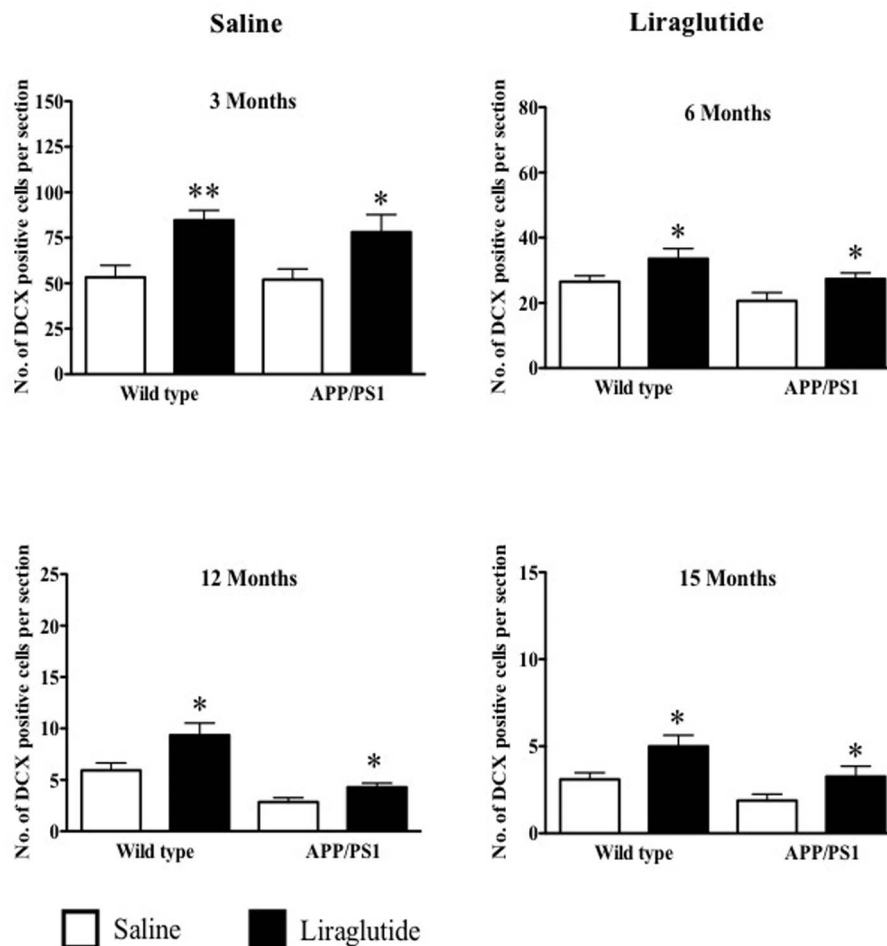 Saline
Liraglutide
No. of DCX positive cells per section
3 Months
150
125
100
75
50
25
0
**
*
Wild type
APP/PS1
No. of DCX positive cells per section
6 Months
80
60
40
20
0
*
*
Wild type
APP/PS1
No. of DCX positive cells per section
12 Months
25
20
15
10
5
0
*
*
Wild type
APP/PS1
No. of DCX positive cells per section
15 Months
15
10
5
0
*
*
Wild type
APP/PS1
Saline
Liraglutide